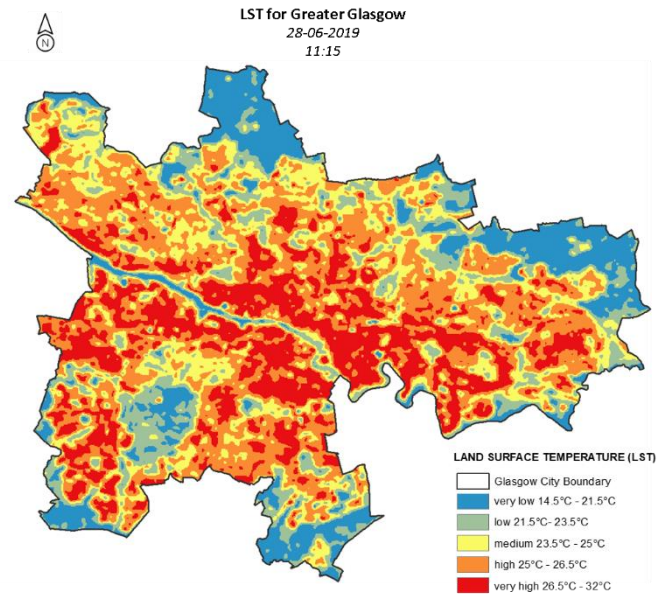 LST for Greater Glasgow
28-06-2019
11:15
N
LAND SURFACE TEMPERATURE (LST)
Glasgow City Boundary
very low 14.5°C - 21.5°C
low 21.5°C- 23.5°C
medium 23.5°C - 25°C
high 25°C - 26.5°C
very high 26.5°C - 32°C